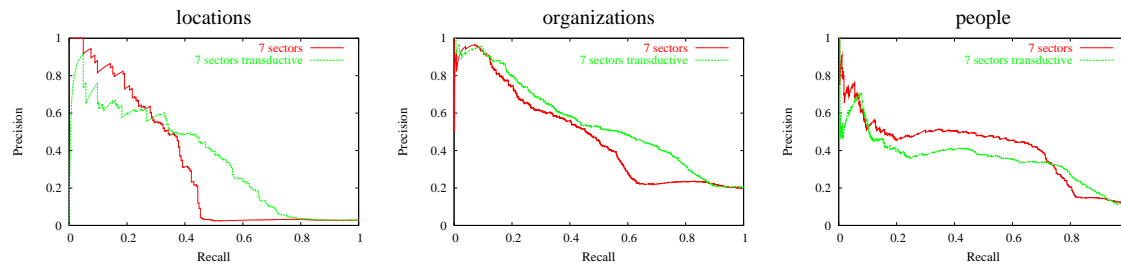 locations
7 sectors
7 sectors transductive
Precision
1
0.8
0.6
0.4
0.2
0
0 0.2 0.4 0.6 0.8 1
Recall
organizations
7 sectors
7 sectors transductive
Precision
1
0.8
0.6
0.4
0.2
0
0 0.2 0.4 0.6 0.8 1
Recall
people
7 sectors
7 sectors transductive
Precision
1
0.8
0.6
0.4
0.2
0
0 0.2 0.4 0.6 0.8
Recall